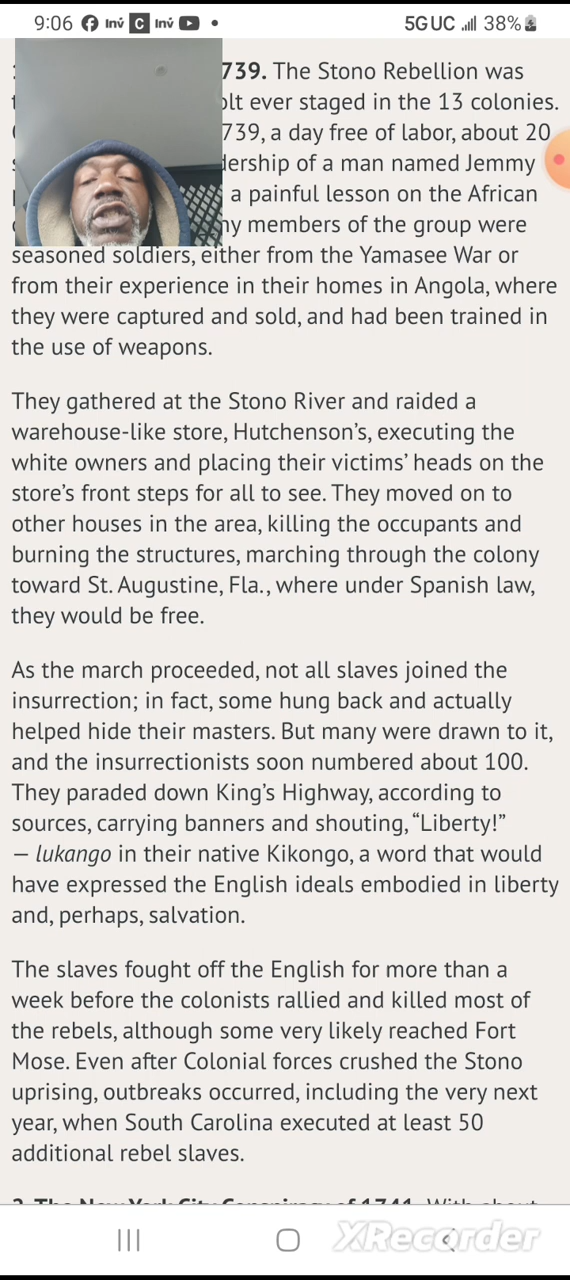 9:06 Inv C Inv 5G UC 38%
739. The Stono Rebellion was
olt ever staged in the 13 colonies.
739, a day free of labor, about 20
dership of a man named Jemmy
a painful lesson on the African
ny members of the group were
seasoned soldiers, either from the Yamasee War or
from their experience in their homes in Angola, where
they were captured and sold, and had been trained in
the use of weapons.
They gathered at the Stono River and raided a
warehouse-like store, Hutchenson’s, executing the
white owners and placing their victims’ heads on the
store’s front steps for all to see. They moved on to
other houses in the area, killing the occupants and
burning the structures, marching through the colony
toward St. Augustine, Fla., where under Spanish law,
they would be free.
As the march proceeded, not all slaves joined the
insurrection; in fact, some hung back and actually
helped hide their masters. But many were drawn to it,
and the insurrectionists soon numbered about 100.
They paraded down King’s Highway, according to
sources, carrying banners and shouting, “Liberty!”
— lukango in their native Kikongo, a word that would
have expressed the English ideals embodied in liberty
and, perhaps, salvation.
The slaves fought off the English for more than a
week before the colonists rallied and killed most of
the rebels, although some very likely reached Fort
Mose. Even after Colonial forces crushed the Stono
uprising, outbreaks occurred, including the very next
year, when South Carolina executed at least 50
additional rebel slaves.
2. The New York City Conspiracy of 1741. With about
XRecorder